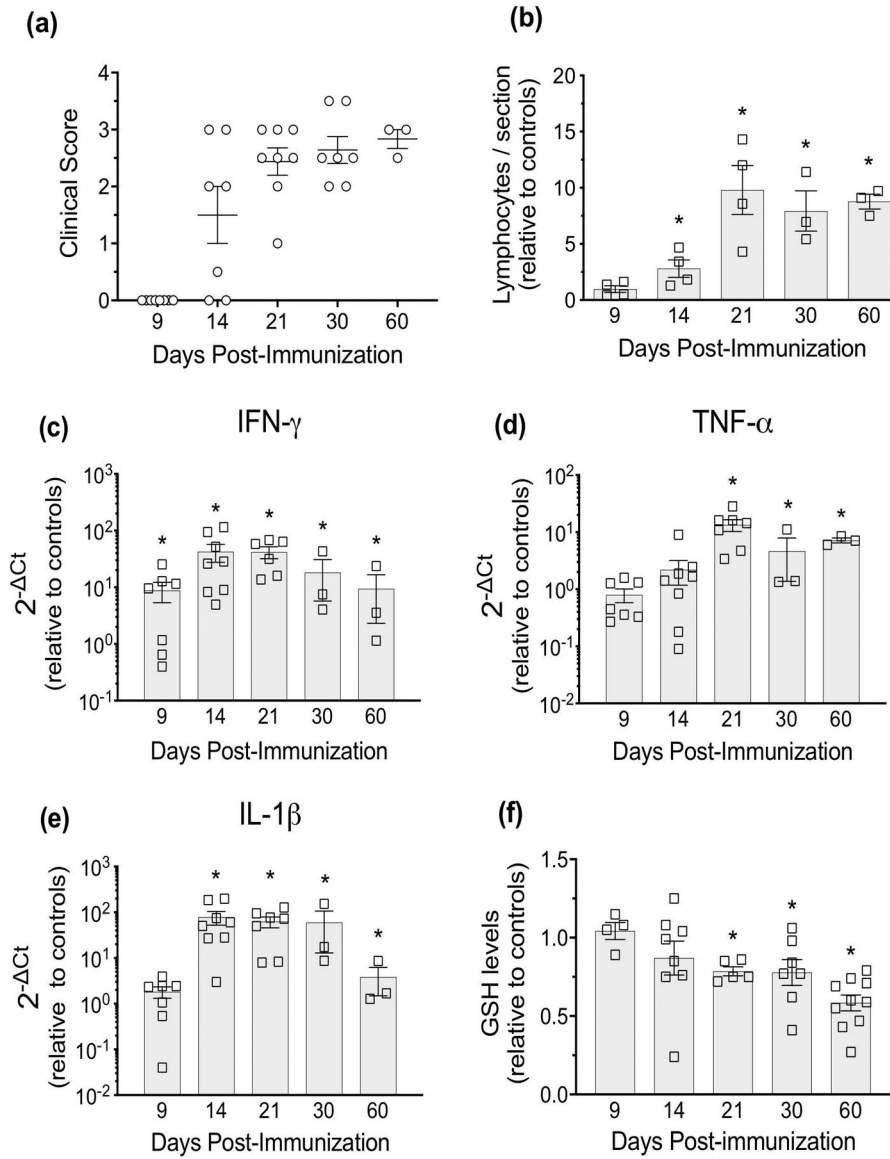 (a)
Clinical Score
4
3
2
1
0
9 14 21 30 60
Days Post-Immunization
(b)
Lymphocytes / section
(relative to controls)
20
15
10
5
0
* * * *
9 14 21 30 60
Days Post-Immunization
(c)
IFN-γ
2-ΔCt
(relative to controls)
10³
10²
10¹
10⁰
10⁻¹
* * * * *
9 14 21 30 60
Days Post-Immunization
(d)
TNF-α
2-ΔCt
(relative to controls)
10²
10¹
10⁰
10⁻¹
10⁻²
* * *
9 14 21 30 60
Days Post-Immunization
(e)
IL-1β
2-ΔCt
(relative to controls)
10³
10²
10¹
10⁰
10⁻¹
10⁻²
* * * *
9 14 21 30 60
Days Post-Immunization
(f)
GSH levels
(relative to controls)
1.5
1.0
0.5
0.0
* * *
9 14 21 30 60
Days Post-immunization